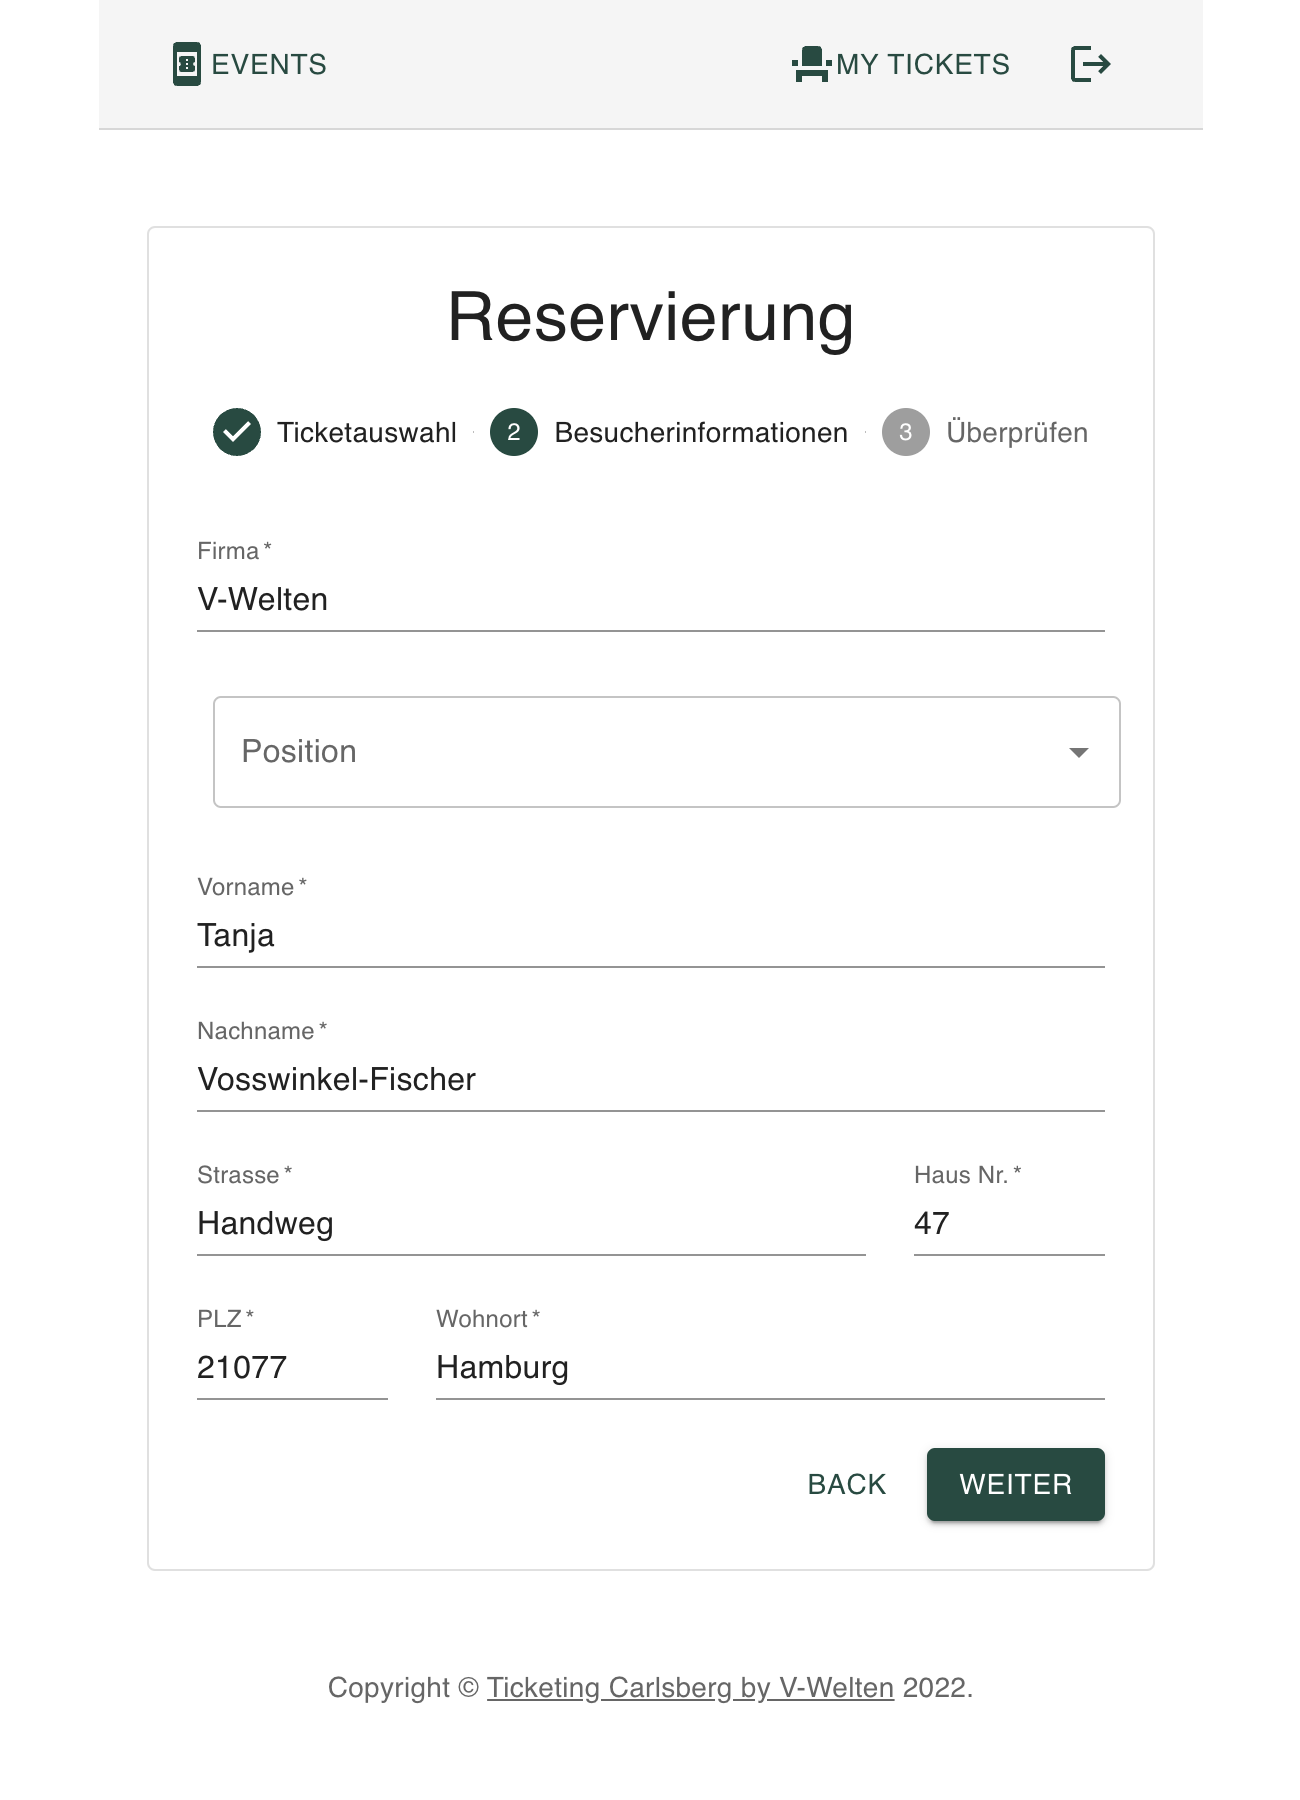 EVENTS MY TICKETS
Reservierung
Ticketauswahl 2 Besucherinformationen 3 Überprüfen
Firma *
V-Welten
Position
Vorname *
Tanja
Nachname *
Vosswinkel-Fischer
Strasse * Haus Nr. *
Handweg 47
PLZ * Wohnort *
21077 Hamburg
BACK WEITER
Copyright © Ticketing Carlsberg by V-Welten 2022.